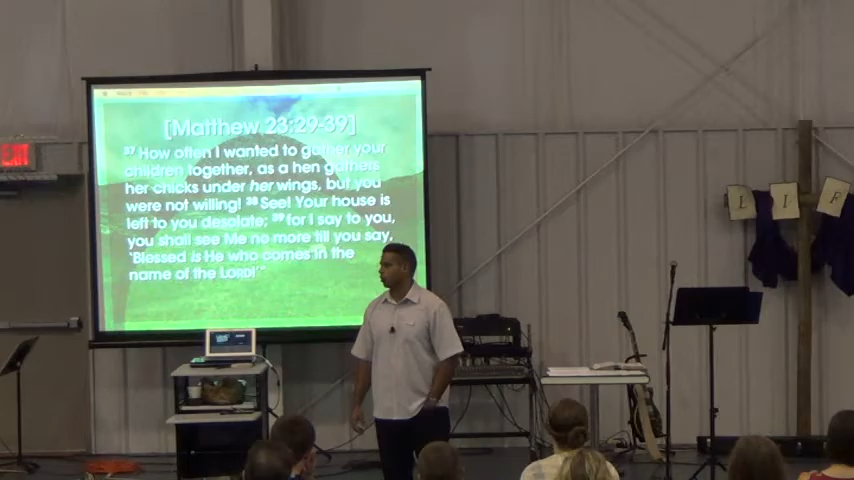 [Matthew 23:29-39]
37 How often I wanted to gather your
children together, as a hen gathers
her chicks under her wings, but you
were not willing! 38 See! Your house is
left to you desolate; 39 for I say to you,
you shall see Me no more till you say,
'Blessed is He who comes in the
name of the LORD!'"
EXIT
L I F